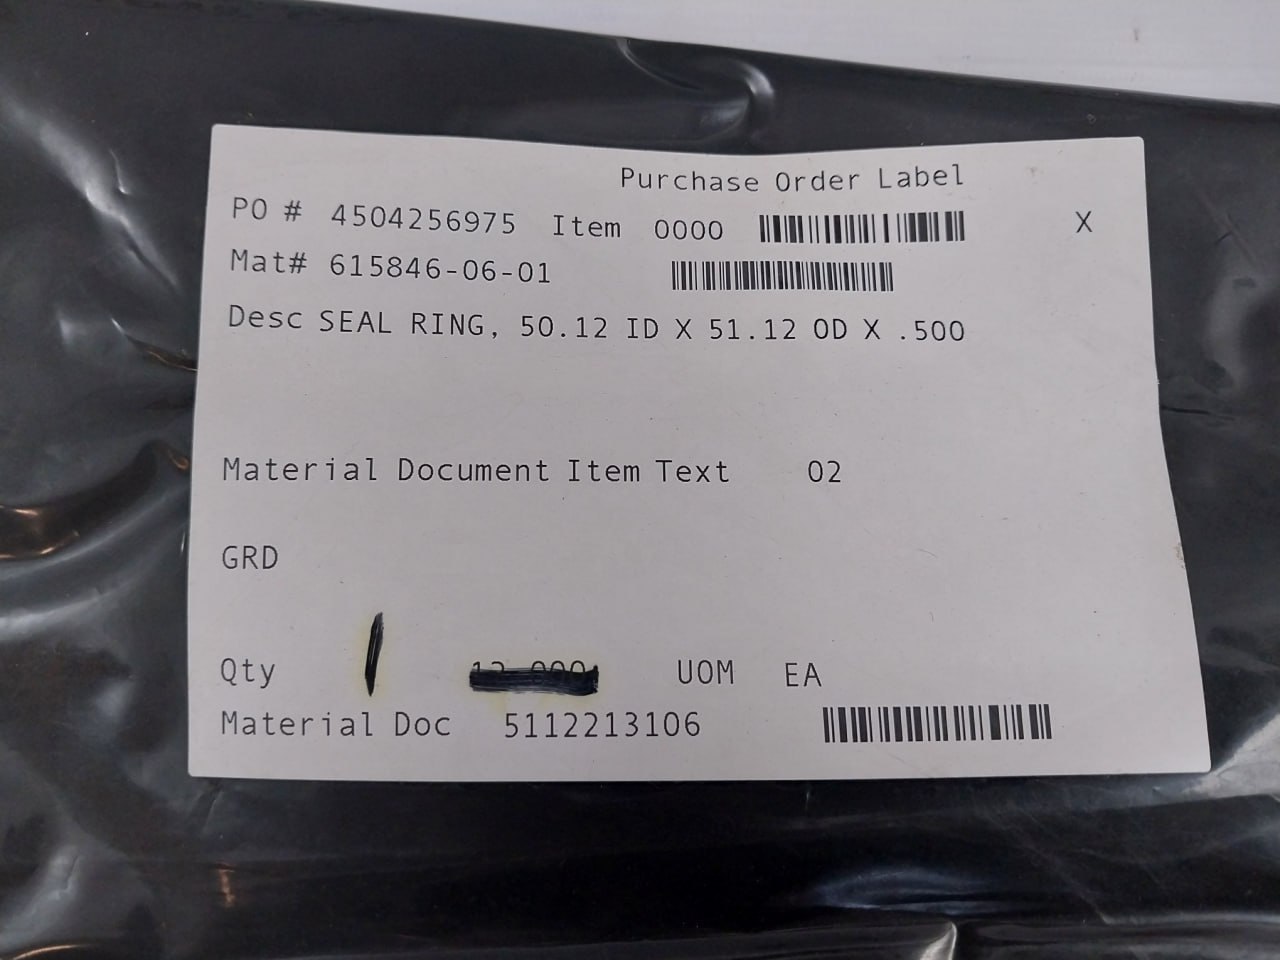 Purchase Order Label
PO # 4504256975 Item 0000 X
Mat# 615846-06-01
Desc SEAL RING, 50.12 ID X 51.12 OD X .500
Material Document Item Text 02
GRD
Qty 1 UOM EA
Material Doc 5112213106